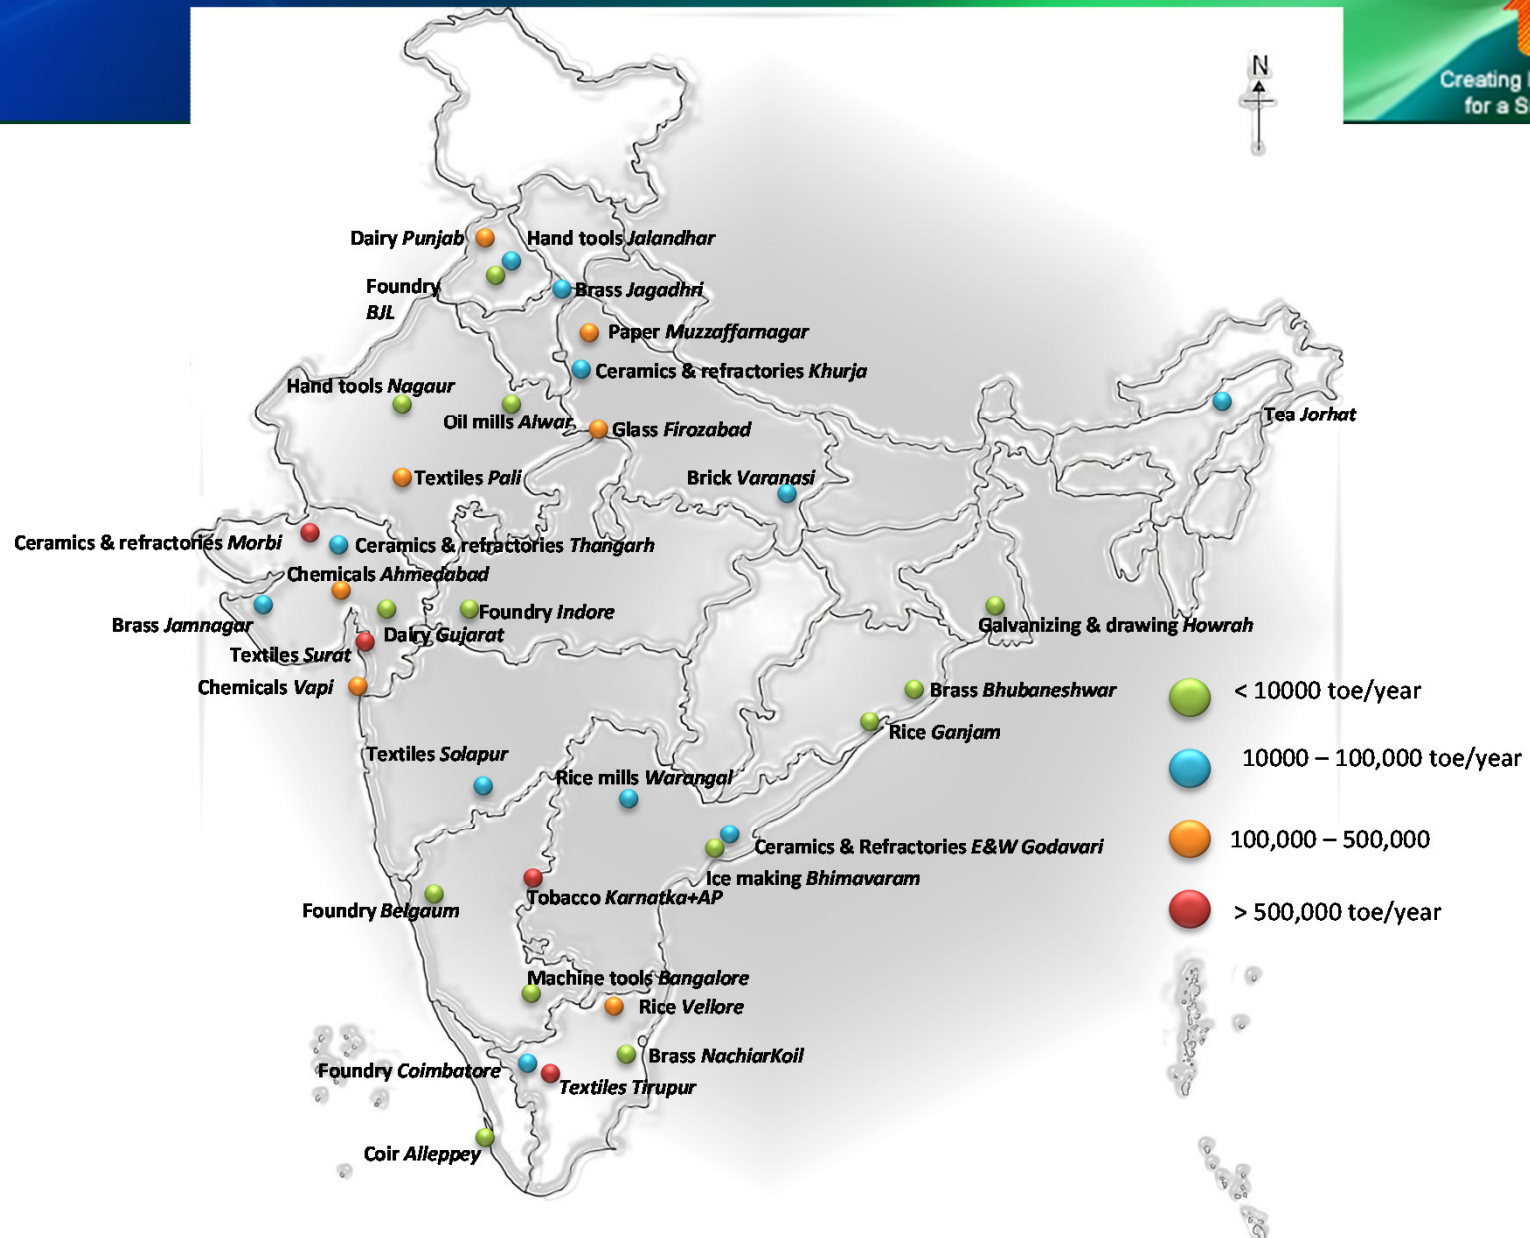 Creating
for a S
N
Dairy Punjab
Hand tools Jalandhar
Foundry
BJL
Brass Jagadhri
Paper Muzzaffarnagar
Ceramics & refractories Khurja
Hand tools Nagaur
Oil mills Alwar
Tea Jorhat
Glass Firozabad
Textiles Pali
Brick Varanasi
Ceramics & refractories Morbi
Ceramics & refractories Thangarh
Chemicals Ahmedabad
Foundry Indore
Brass Jamnagar
Dairy Gujarat
Galvanizing & drawing Howrah
Textiles Surat
Chemicals Vapi
Brass Bhubaneshwar
< 10000 toe/year
Rice Ganjam
Textiles Solapur
10000 – 100,000 toe/year
Rice mills Warangal
100,000 – 500,000
Ceramics & Refractories E&W Godavari
Ice making Bhimavaram
Tobacco Karnatka+AP
Foundry Belgaum
> 500,000 toe/year
Machine tools Bangalore
Rice Vellore
Brass NachiarKoil
Foundry Coimbatore
Textiles Tirupur
Coir Alleppey